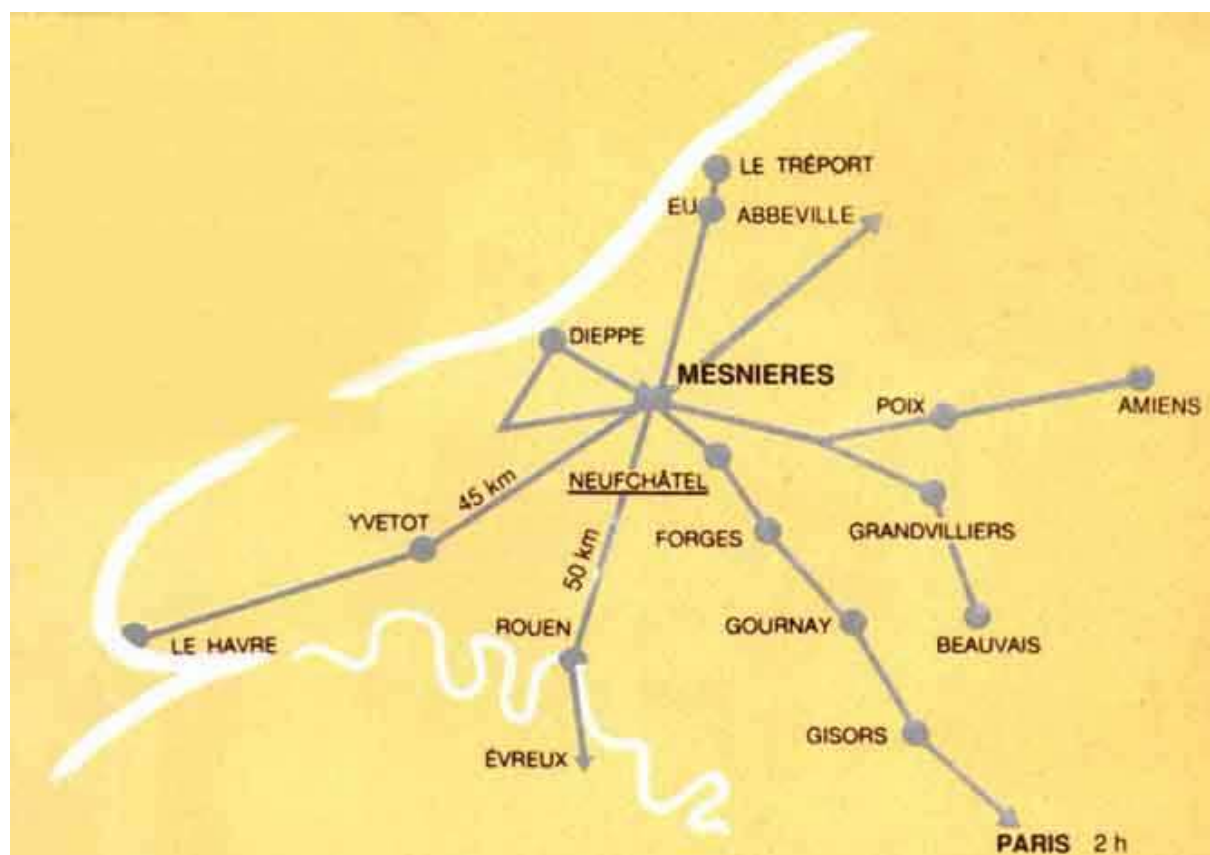 LE TRÉPORT
EU
ABBEVILLE
DIEPPE
MESNIERES
POIX
AMIENS
NEUFCHÂTEL
45 km
YVETOT
FORGES
GRANDVILLIERS
50 km
ROUEN
GOURNAY
BEAUVAIS
LE HAVRE
GISORS
ÉVREUX
PARIS 2 h